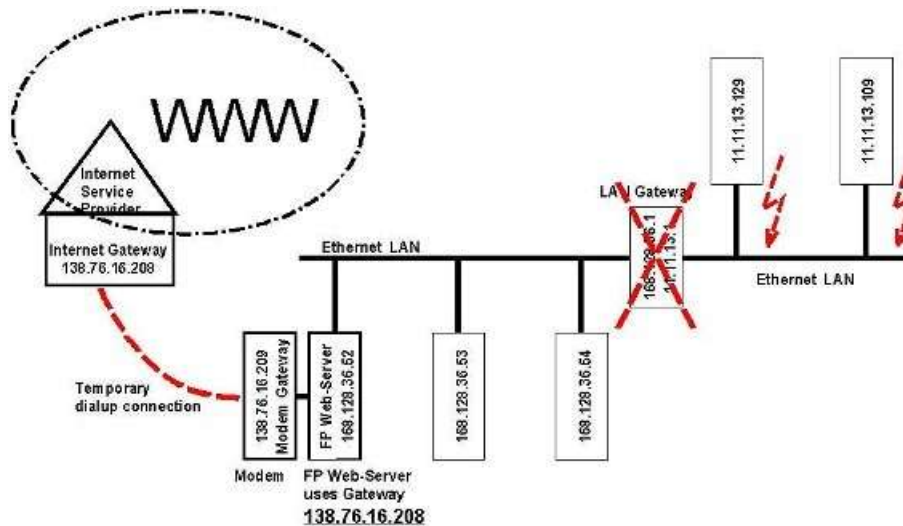 WWW
Internet
Service
Provider
Internet Gateway
138.76.16.208
Temporary
dialup connection
138.76.16.209
Modem Gateway
Modem
FP Web-Server
168.128.36.52
FP Web-Server
uses Gateway
138.76.16.208
Ethernet LAN
168.128.36.53
168.128.36.54
Gateway
11.11.13.129
11.11.13.109
Ethernet LAN